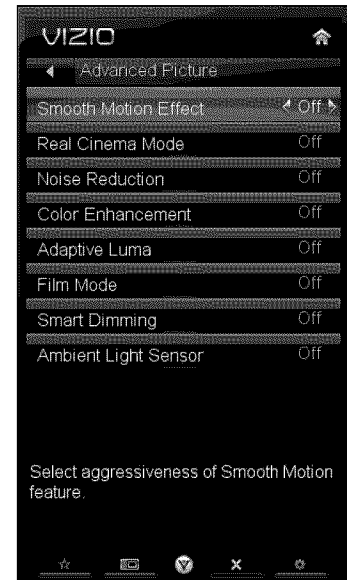 VIZIO
Advanced Picture
Smooth Motion Effect Off
Real Cinema Mode Off
Noise Reduction Off
Color Enhancement Off
Adaptive Luma Off
Film Mode Off
Smart Dimming Off
Ambient Light Sensor Off
Select aggressiveness of Smooth Motion
feature.